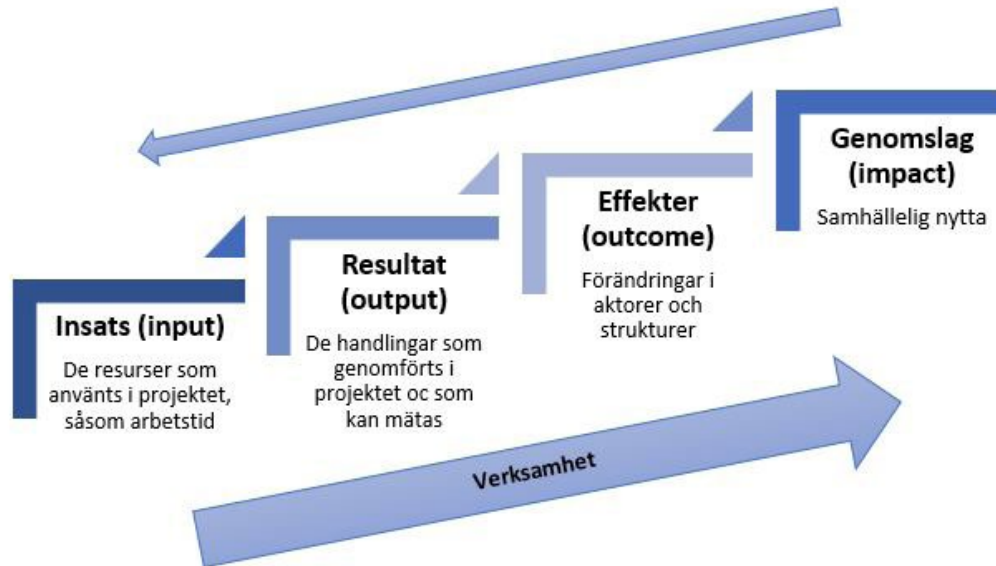 Insats (input)
De resurser som
använts i projektet,
såsom arbetstid
Resultat
(output)
De handlingar som
genomförts i
projektet oc som
kan mätas
Effekter
(outcome)
Förändringar i
aktorer och
strukturer
Genomslag
(impact)
Samhällelig nytta
Verksamhet